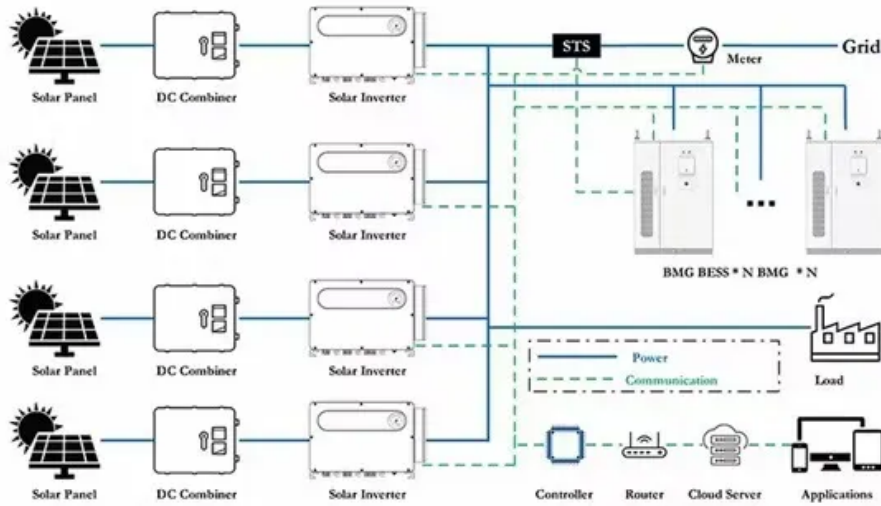 STS
Meter
Grid
Solar Panel
DC Combiner
Solar Inverter
Solar Panel
DC Combiner
Solar Inverter
BMG BESS * N BMG * N
Solar Panel
DC Combiner
Solar Inverter
Power
Communication
Load
Solar Panel
DC Combiner
Solar Inverter
Controller
Router
Cloud Server
Applications